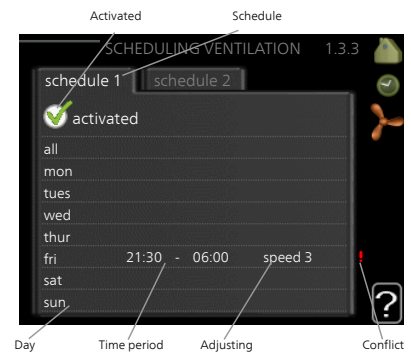 Activated Schedule
SCHEDULING VENTILATION 1.3.3
schedule 1 schedule 2
activated
all
mon
tues
wed
thur
fri 21:30 - 06:00 speed 3 !
sat
sun
?
Day Time period Adjusting Conflict